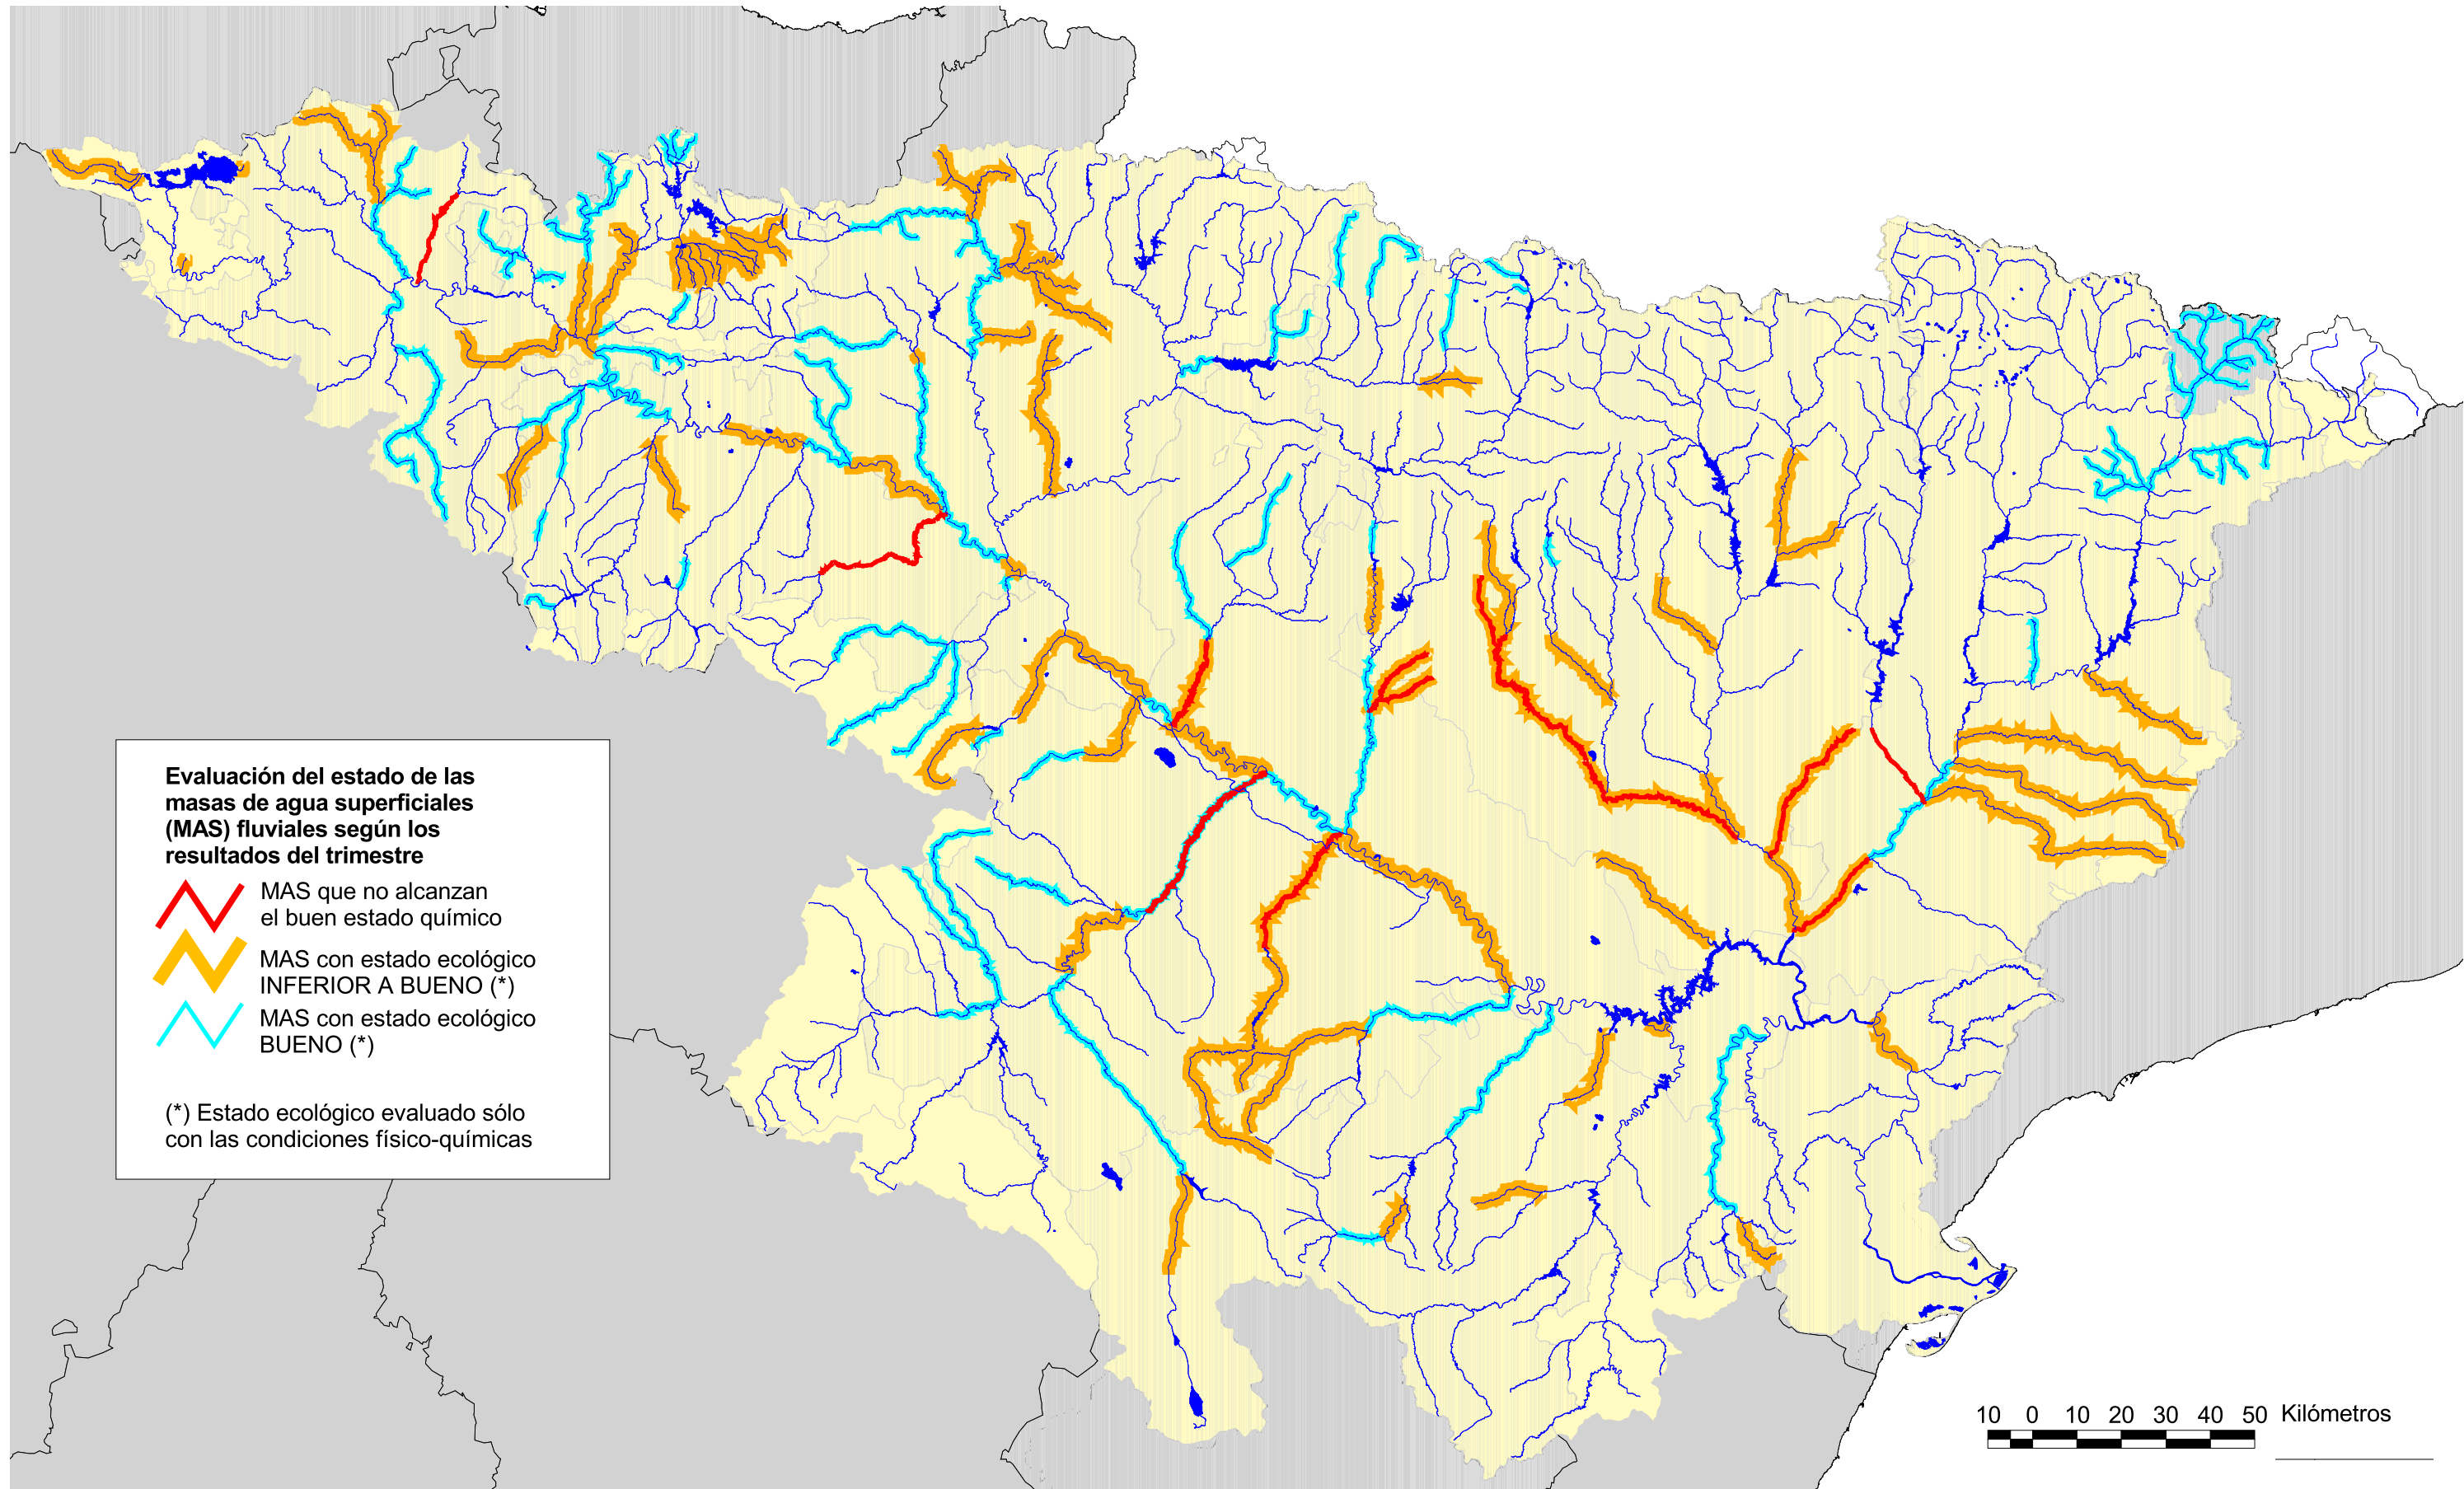 Evaluación del estado de las
masas de agua superficiales
(MAS) fluviales según los
resultados del trimestre
MAS que no alcanzan
el buen estado químico
MAS con estado ecológico
INFERIOR A BUENO (*)
MAS con estado ecológico
BUENO (*)
(*) Estado ecológico evaluado sólo
con las condiciones físico-químicas
10 0 10 20 30 40 50 Kilómetros